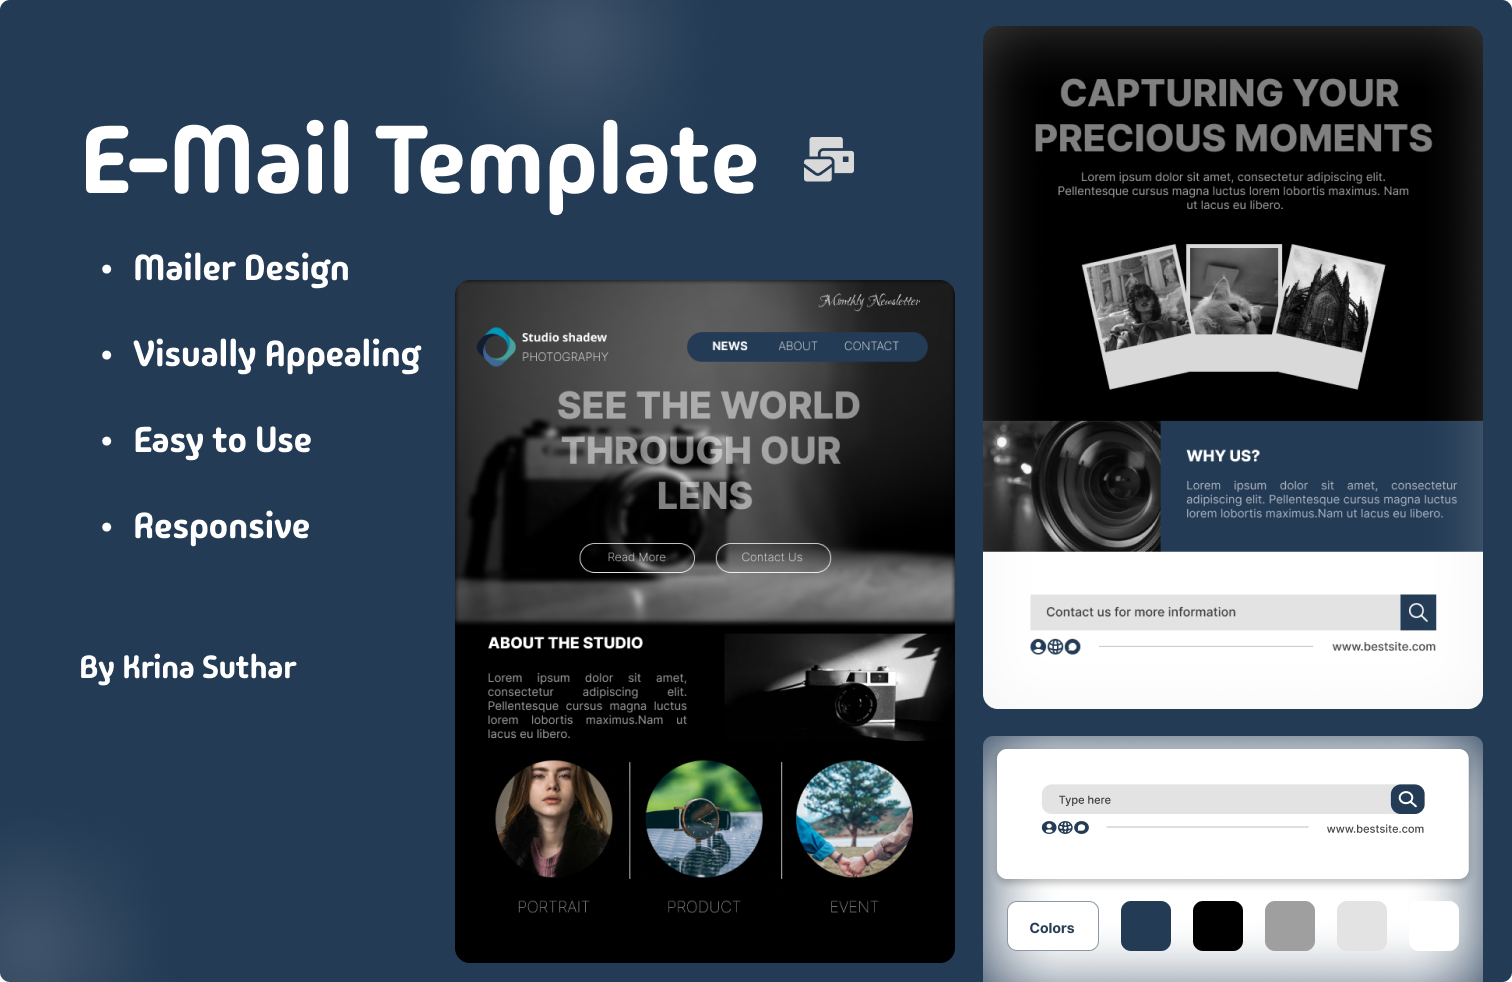 E-Mail Template
• Mailer Design
• Visually Appealing
• Easy to Use
• Responsive
By Krina Suthar
Monthly Newsletter
Studio shadew
PHOTOGRAPHY
NEWS ABOUT CONTACT
SEE THE WORLD
THROUGH OUR
LENS
Read More Contact Us
ABOUT THE STUDIO
Lorem ipsum dolor sit amet,
consectetur adipiscing elit.
Pellentesque cursus magna luctus
lorem lobortis maximus.Nam ut
lacus eu libero.
PORTRAIT PRODUCT EVENT
CAPTURING YOUR
PRECIOUS MOMENTS
Lorem ipsum dolor sit amet, consectetur adipiscing elit.
Pellentesque cursus magna luctus lorem lobortis maximus. Nam
ut lacus eu libero.
WHY US?
Lorem ipsum dolor sit amet, consectetur
adipiscing elit. Pellentesque cursus magna luctus
lorem lobortis maximus.Nam ut lacus eu libero.
Contact us for more information
www.bestsite.com
Type here
www.bestsite.com
Colors